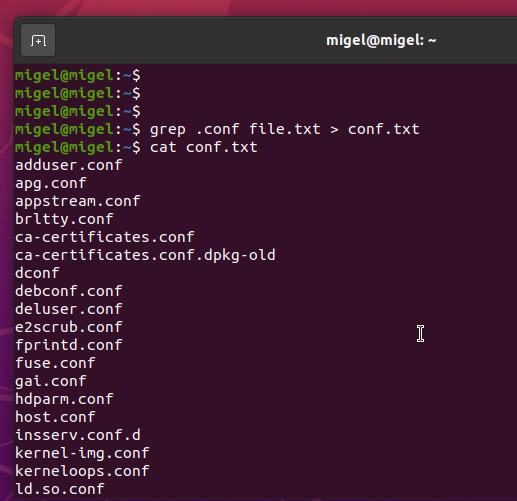 migel@migel: ~
migel@migel:~$
migel@migel:~$
migel@migel:~$
migel@migel:~$ grep .conf file.txt > conf.txt
migel@migel:~$ cat conf.txt
adduser.conf
apg.conf
appstream.conf
brltty.conf
ca-certificates.conf
ca-certificates.conf.dpkg-old
dconf
debconf.conf
deluser.conf
e2scrub.conf
fprintd.conf
fuse.conf
gai.conf
hdparm.conf
host.conf
insserv.conf.d
kernel-img.conf
kerneloops.conf
ld.so.conf